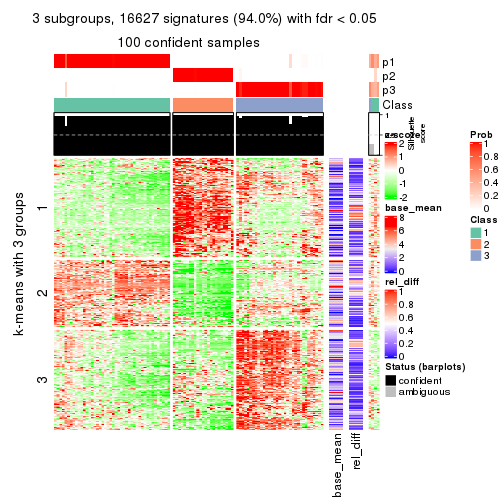 3 subgroups, 16627 signatures (94.0%) with fdr < 0.05
100 confident samples
p1
p2
p3
Class
1
Silhouette
score
k-means with 3 groups
1
2
3
base_mean
rel_diff
z-score
2
1
0
-1
-2
base_mean
8
6
4
2
0
rel_diff
1
0.8
0.6
0.4
0.2
0
Status (barplots)
confident
ambiguous
Prob
1
0.8
0.6
0.4
0.2
0
Class
1
2
3